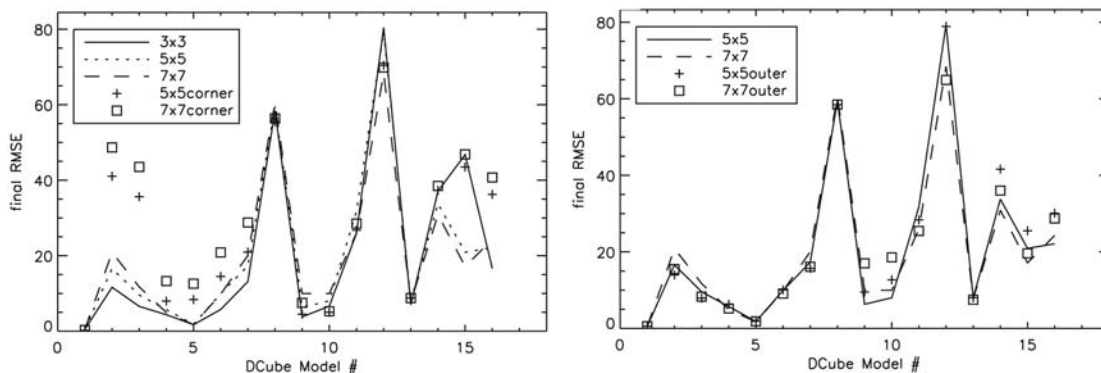 80
60
40
20
0
final RMSE
3x3
5x5
7x7
5x5corner
7x7corner
0
5
10
15
DCube Model #
80
60
40
20
0
final RMSE
5x5
7x7
5x5outer
7x7outer
0
5
10
15
DCube Model #